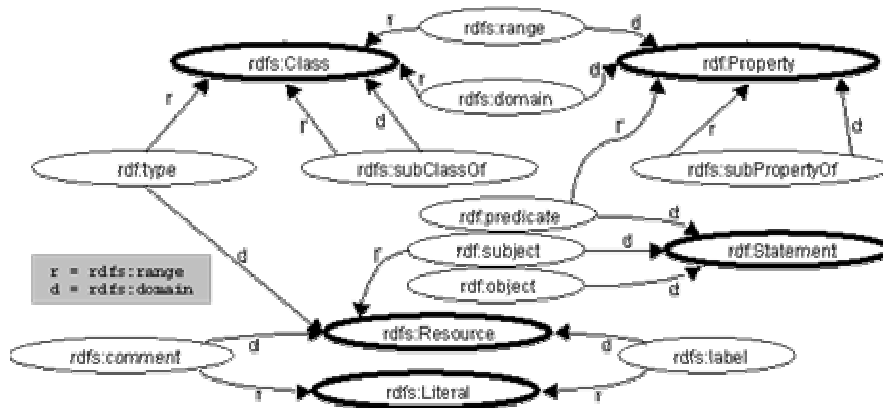 r rdfs:range d
rdfs:Class rdf:Property
r rdfs:domain d
r r d r r d
rdf:type rdfs:subClassOf rdfs:subPropertyOf
rdf:predicate d
d r rdf:subject d rdf:Statement
r = rdfs:range
d = rdfs:domain
rdf:object d
rdfs:Resource
rdfs:comment d d rdfs:label
r rdfs:Literal r